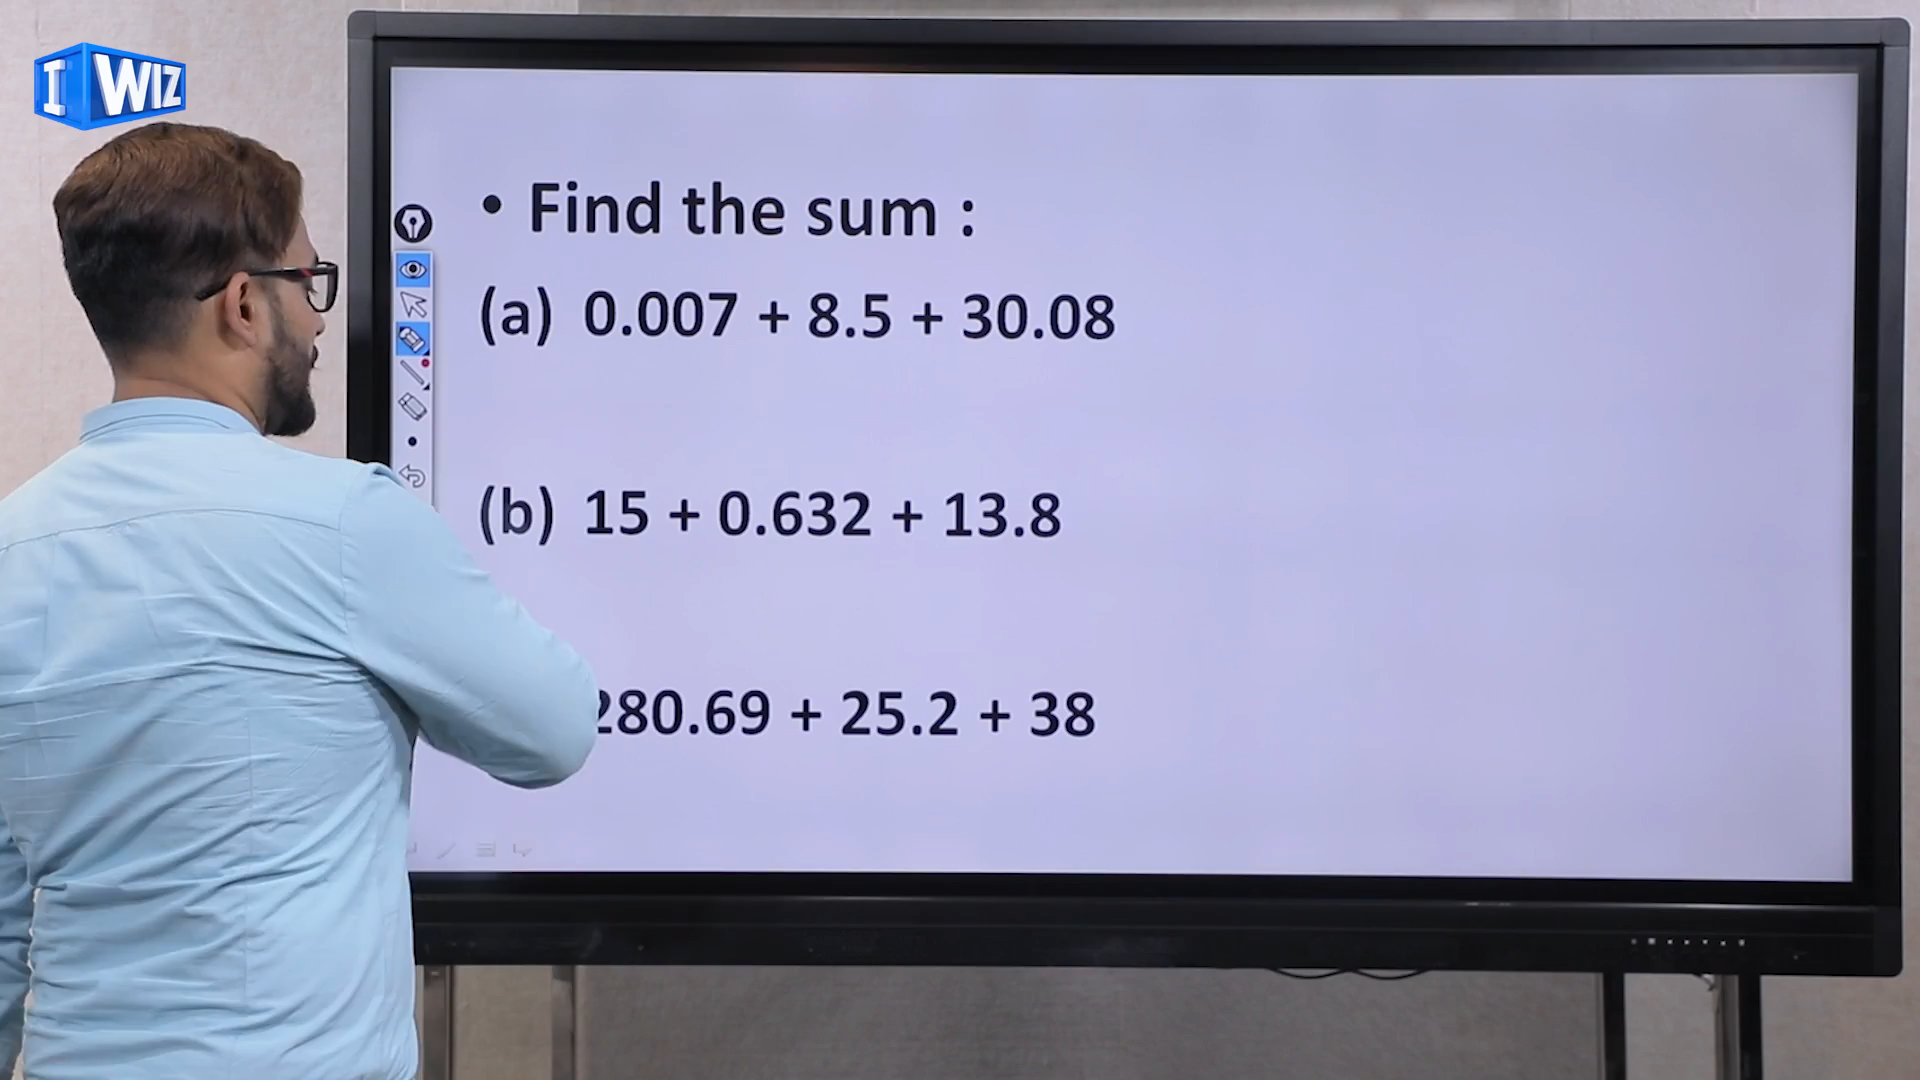 I WIZ
• Find the sum :
(a) 0.007 + 8.5 + 30.08
(b) 15 + 0.632 + 13.8
280.69 + 25.2 + 38